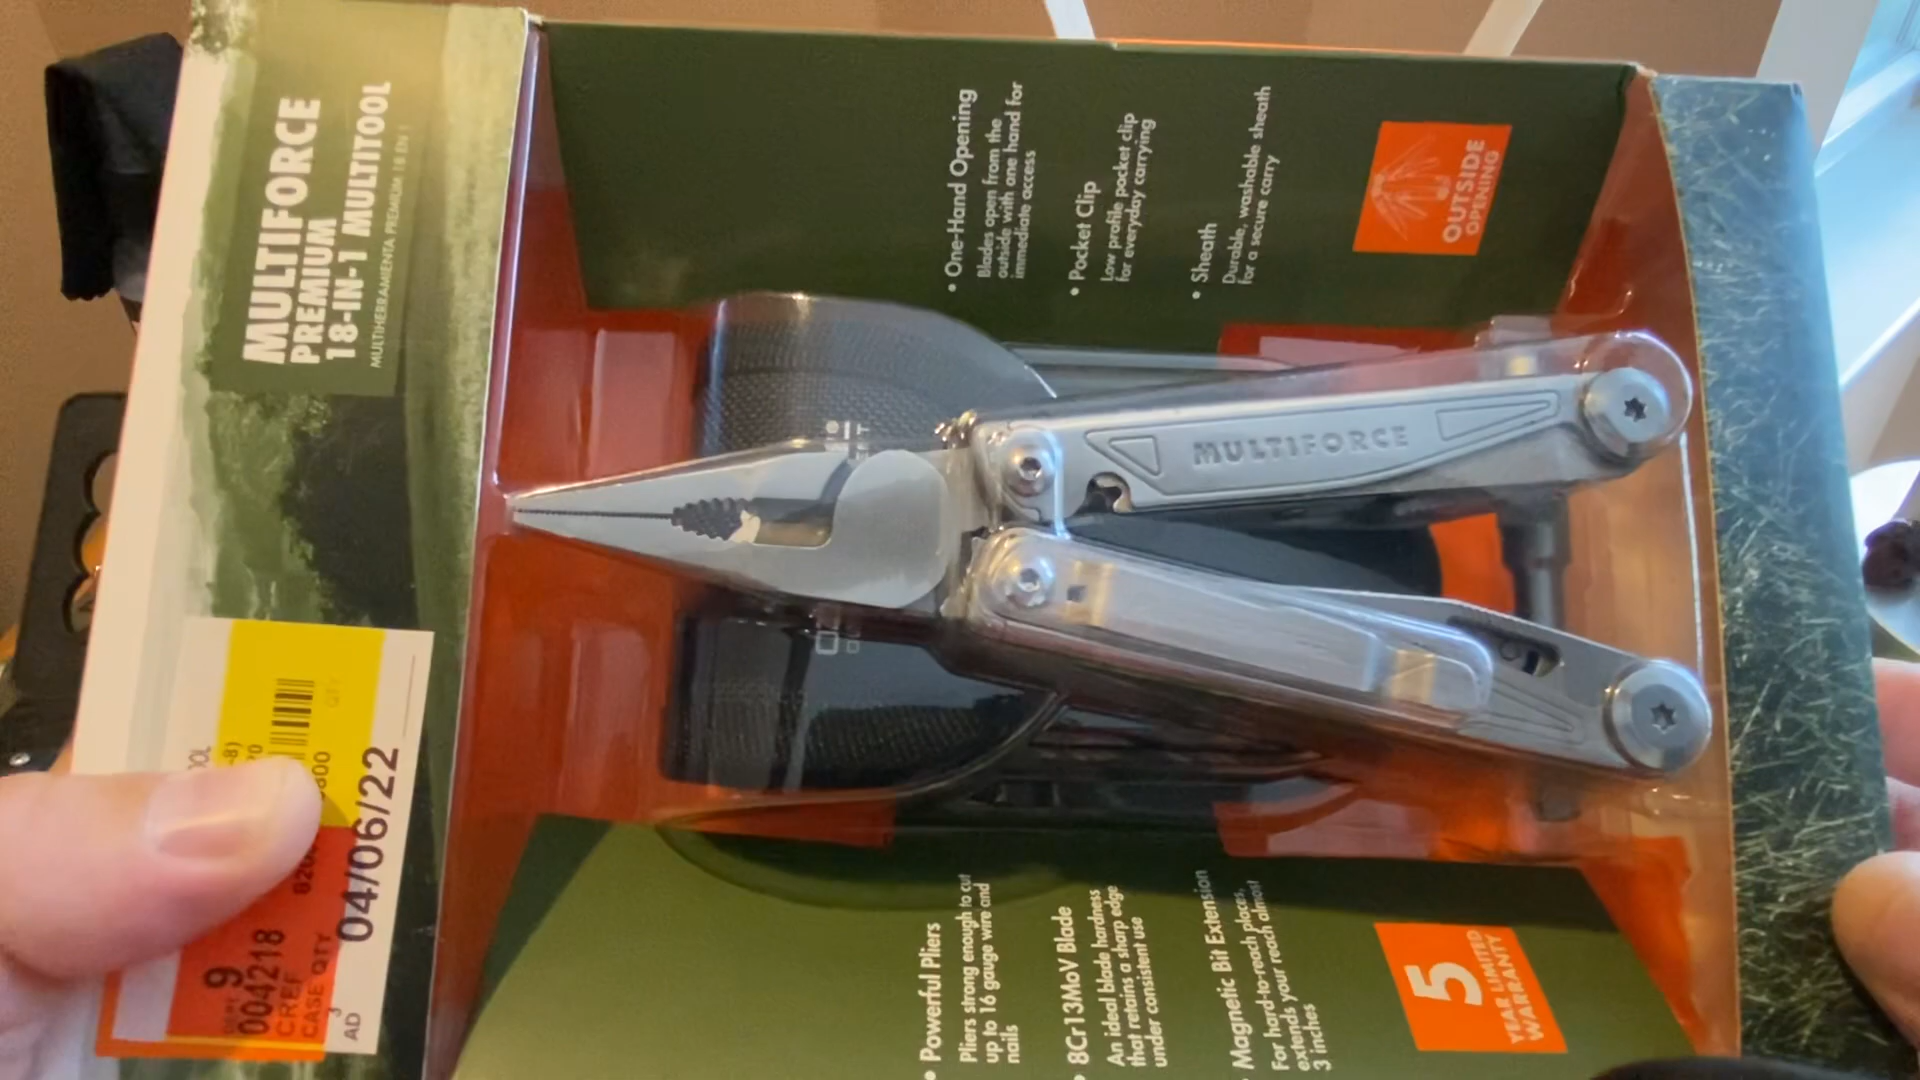 MULTIFORCE
PREMIUM
18-IN-1 MULTITOOL
MULTIHERRAMIENTA PREMIUM 18 EN 1
• One-Hand Opening
Blades open from the
outside with one hand for
immediate access
• Pocket Clip
Low profile pocket clip
for everyday carrying
• Sheath
Durable, washable sheath
for a secure carry
OUTSIDE
OPENING
MULTIFORCE
• Powerful Pliers
Pliers strong enough to cut
up to 16 gauge wire and
nails
• 8Cr13MoV Blade
An ideal blade hardness
that retains a sharp edge
under consistent use
• Magnetic Bit Extension
For hard-to-reach places,
extends your reach almost
3 inches
5
YEAR LIMITED
WARRANTY
QTY
9
0004218
CREF
CASE QTY
3
AD
04/06/22